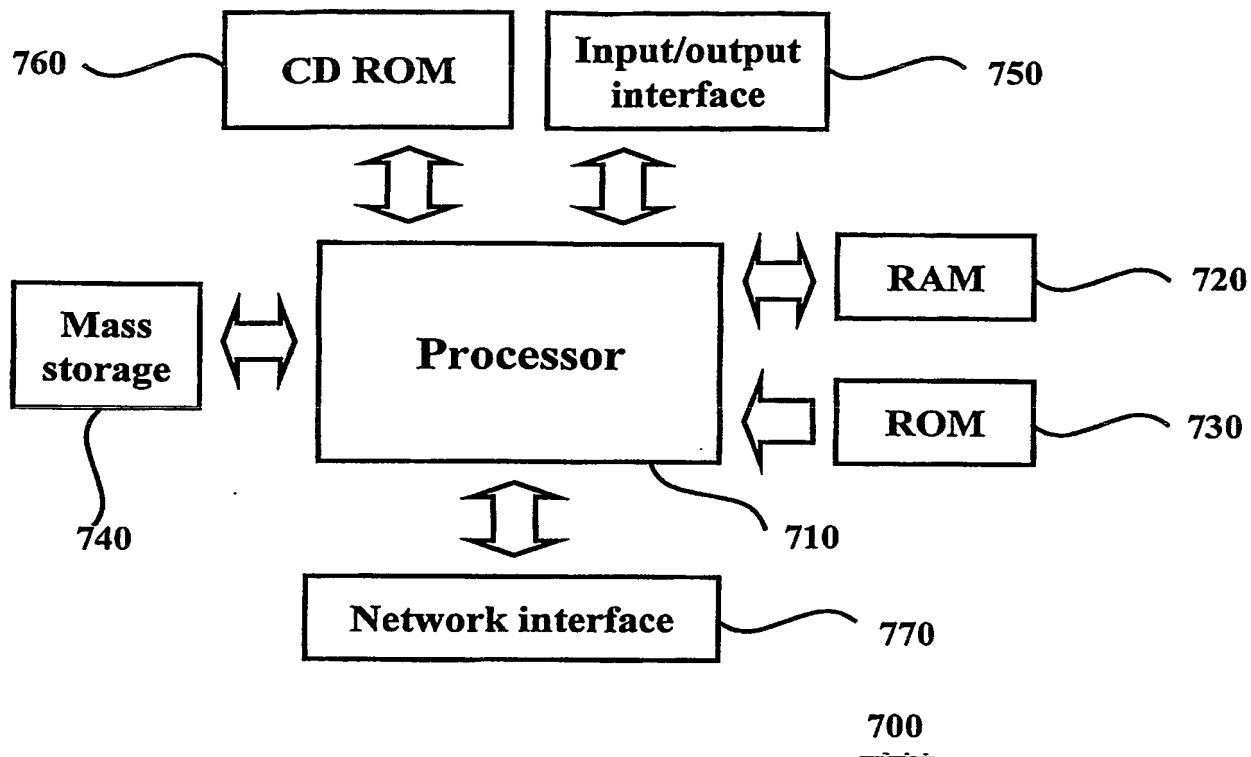 760
CD ROM
Input/output
interface
750
RAM
720
Mass
storage
Processor
ROM
730
740
710
Network interface
770
700